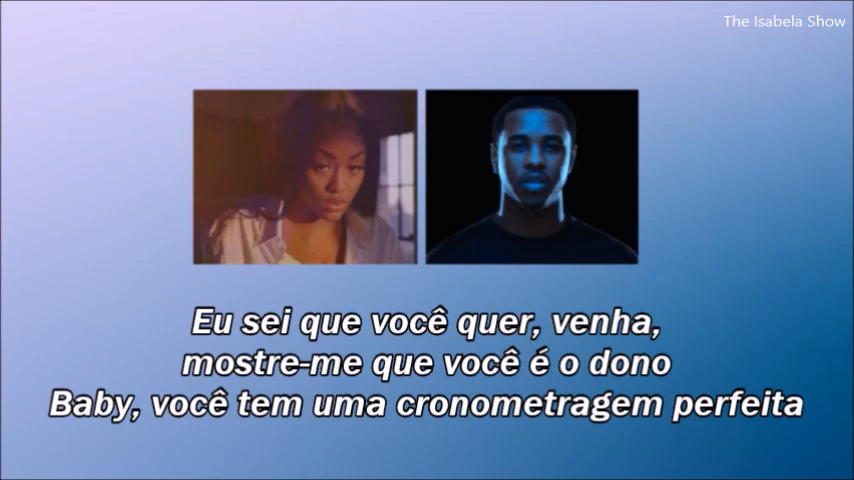 The Isabela Show
Eu sei que você quer, venha,
mostre-me que você é o dono
Baby, você tem uma cronometragem perfeita